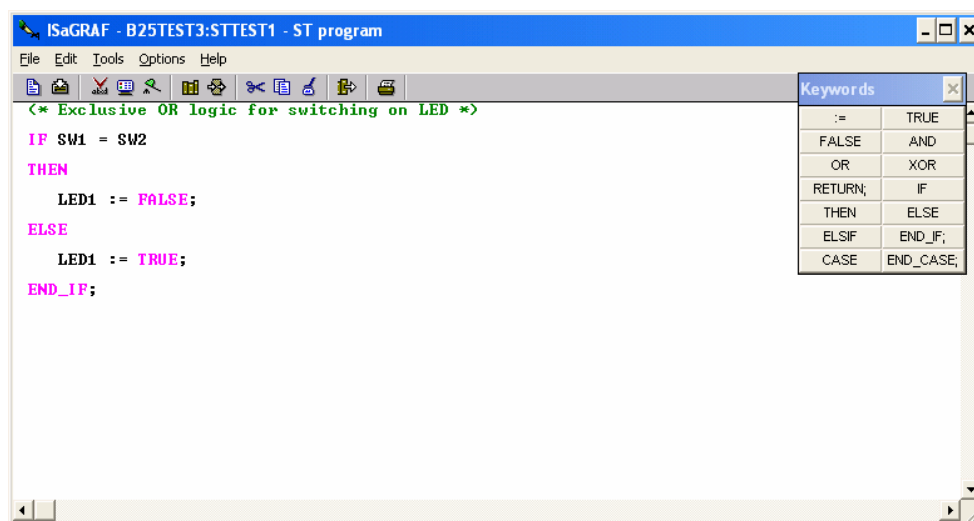 ISaGRAF - B25TEST3:STTEST1 - ST program
File Edit Tools Options Help
(* Exclusive OR logic for switching on LED *)
IF SW1 = SW2
THEN
LED1 := FALSE;
ELSE
LED1 := TRUE;
END_IF;
Keywords
:= TRUE
FALSE AND
OR XOR
RETURN; IF
THEN ELSE
ELSIF END_IF;
CASE END_CASE;